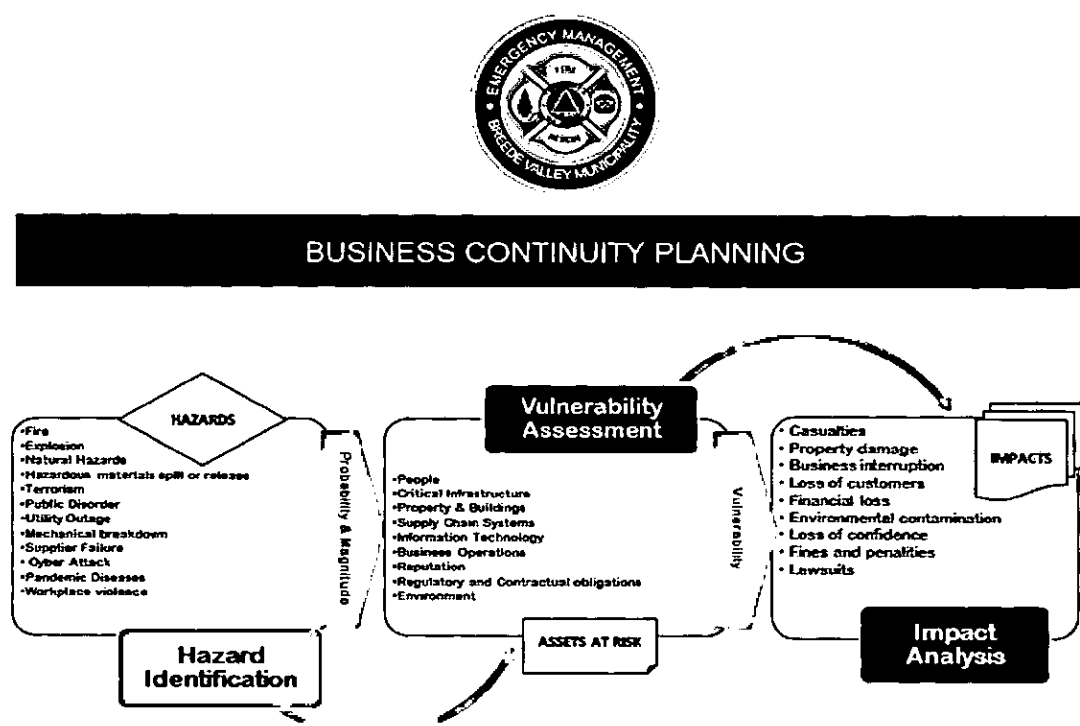 EMERGENCY MANAGEMENT
BREEDE VALLEY MUNICIPALITY
RESCUE
BUSINESS CONTINUITY PLANNING
HAZARDS
•Fire
•Explosion
•Natural Hazards
•Hazardous materials spill or release
•Terrorism
•Public Disorder
•Utility Outage
•Mechanical breakdown
•Supplier Failure
• Cyber Attack
•Pandemic Diseases
•Workplace violence
Hazard
Identification
Probability & Magnitude
Vulnerability
Assessment
•People
•Critical Infrastructure
•Property & Buildings
•Supply Chain Systems
•Information Technology
•Business Operations
•Reputation
•Regulatory and Contractual obligations
•Environment
ASSETS AT RISK
Vulnerability
IMPACTS
• Casualties
• Property damage
• Business interruption
• Loss of customers
• Financial loss
• Environmental contamination
• Loss of confidence
• Fines and penalities
• Lawsuits
Impact
Analysis